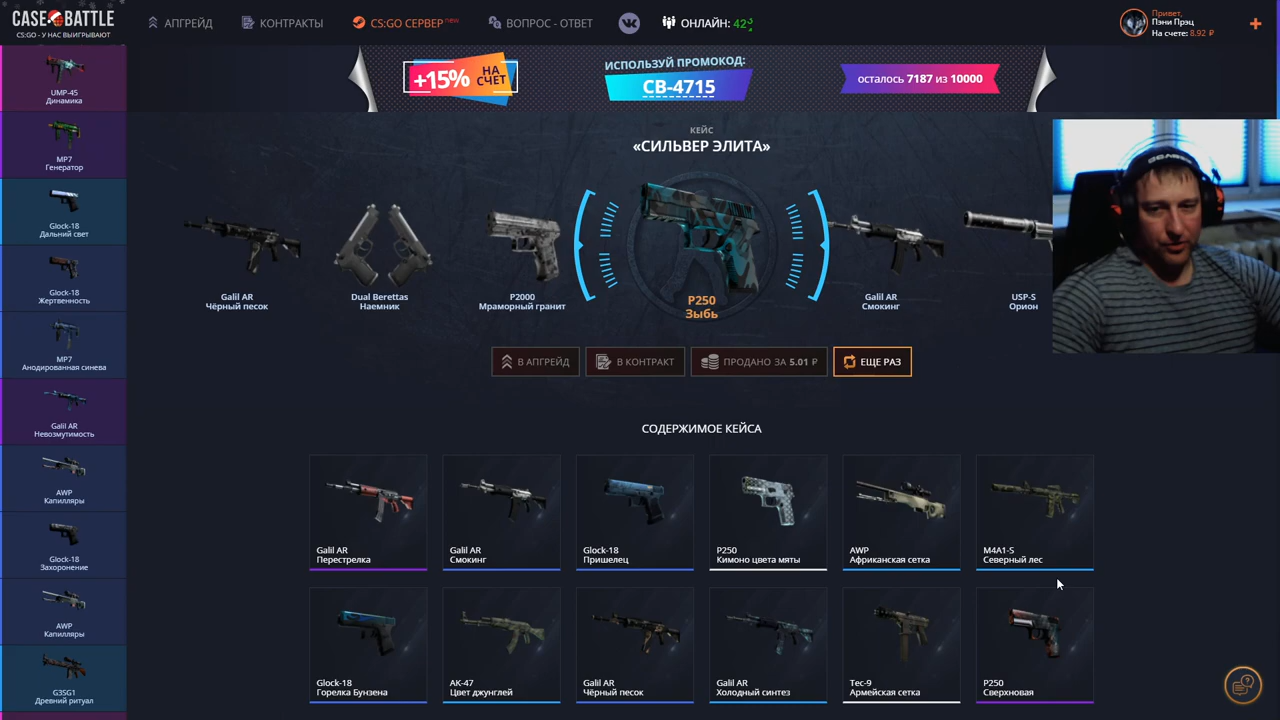 CASE BATTLE
CS:GO - У НАС ВЫИГРЫВАЮТ
АПГРЕЙД
КОНТРАКТЫ
CS:GO СЕРВЕР new
ВОПРОС - ОТВЕТ
ОНЛАЙН:
Привет,
Пэни Прэц
На счете: 8.92 ₽
+15% НА СЧЕТ
ИСПОЛЬЗУЙ ПРОМОКОД:
CB-4715
осталось 7187 из 10000
UMP-45
Динамика
MP7
Генератор
Glock-18
Дальний свет
Glock-18
Жертвенность
MP7
Анодированная синева
Galil AR
Невозмутимость
AWP
Капилляры
Glock-18
Захоронение
AWP
Капилляры
G3SG1
Древний ритуал
КЕЙС
«СИЛЬВЕР ЭЛИТА»
Galil AR
Чёрный песок
Dual Berettas
Наемник
P2000
Мраморный гранит
P250
Зыбь
Galil AR
Смокинг
USP-S
Орион
В АПГРЕЙД
В КОНТРАКТ
ПРОДАНО ЗА 5.01 ₽
ЕЩЕ РАЗ
СОДЕРЖИМОЕ КЕЙСА
Galil AR
Перестрелка
Galil AR
Смокинг
Glock-18
Пришелец
P250
Кимоно цвета мяты
AWP
Африканская сетка
M4A1-S
Северный лес
Glock-18
Горелка Бунзена
АК-47
Цвет джунглей
Galil AR
Чёрный песок
Galil AR
Холодный синтез
Tec-9
Армейская сетка
P250
Сверхновая